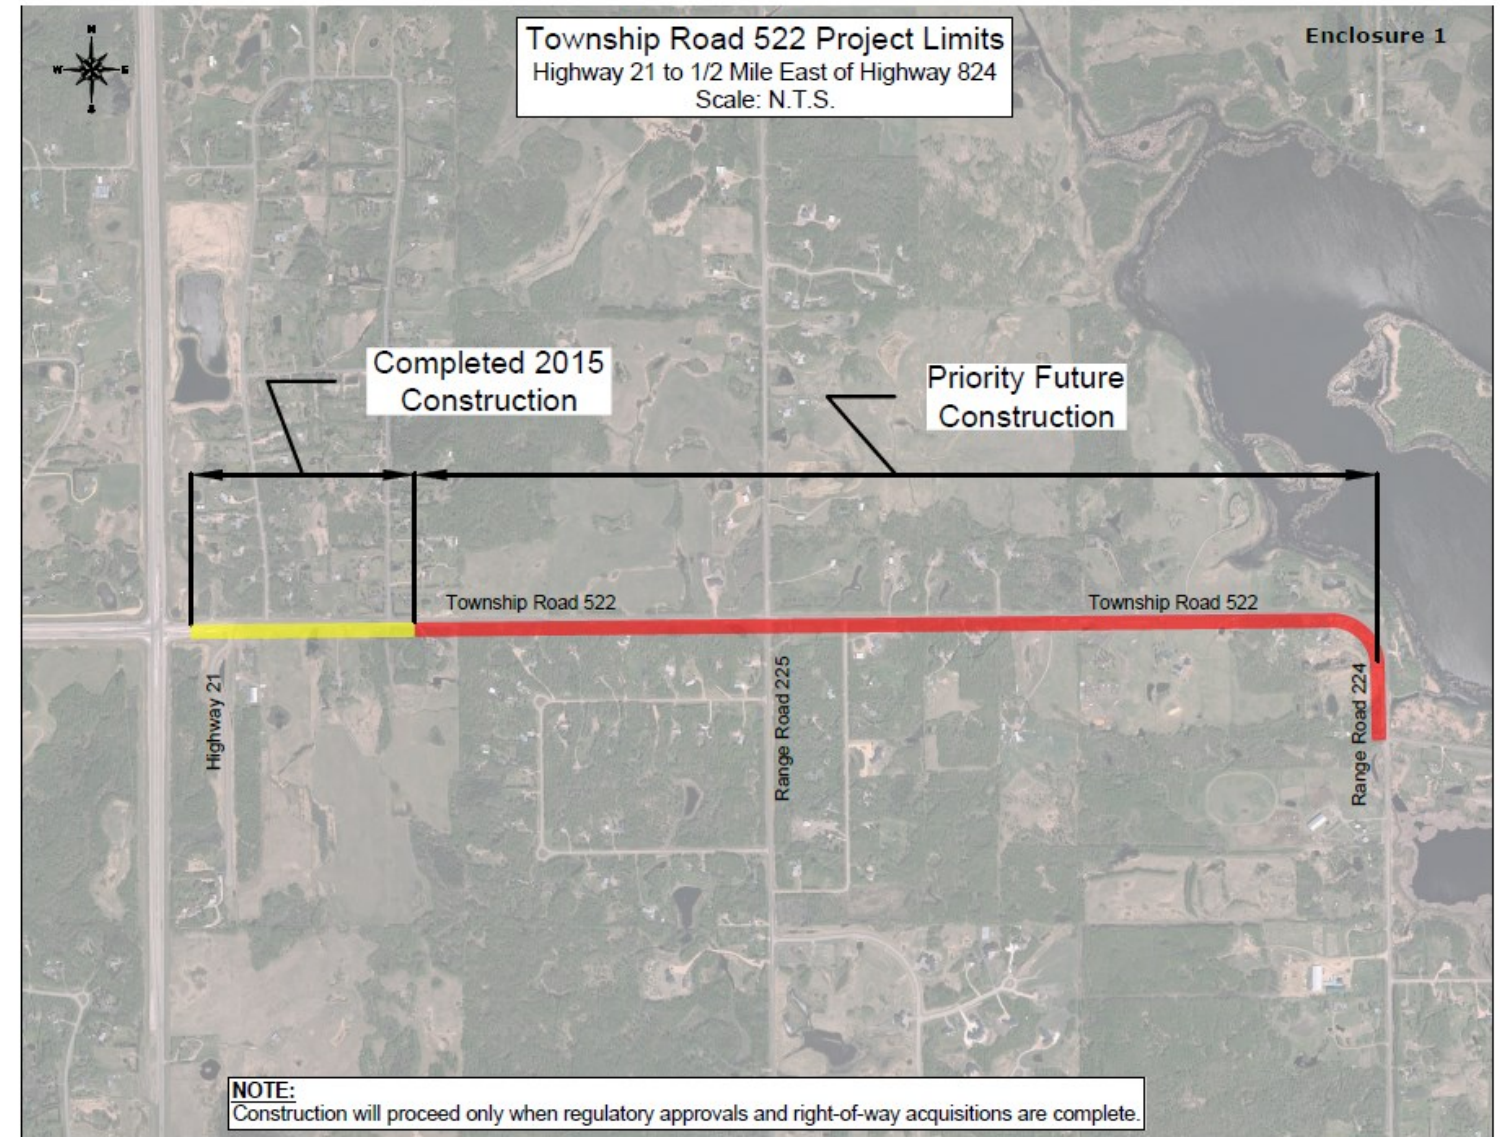 N
W
E
S
Township Road 522 Project Limits
Highway 21 to 1/2 Mile East of Highway 824
Scale: N.T.S.
Enclosure 1
Completed 2015
Construction
Priority Future
Construction
Township Road 522
Township Road 522
Highway 21
Range Road 225
Range Road 224
NOTE:
Construction will proceed only when regulatory approvals and right-of-way acquisitions are complete.